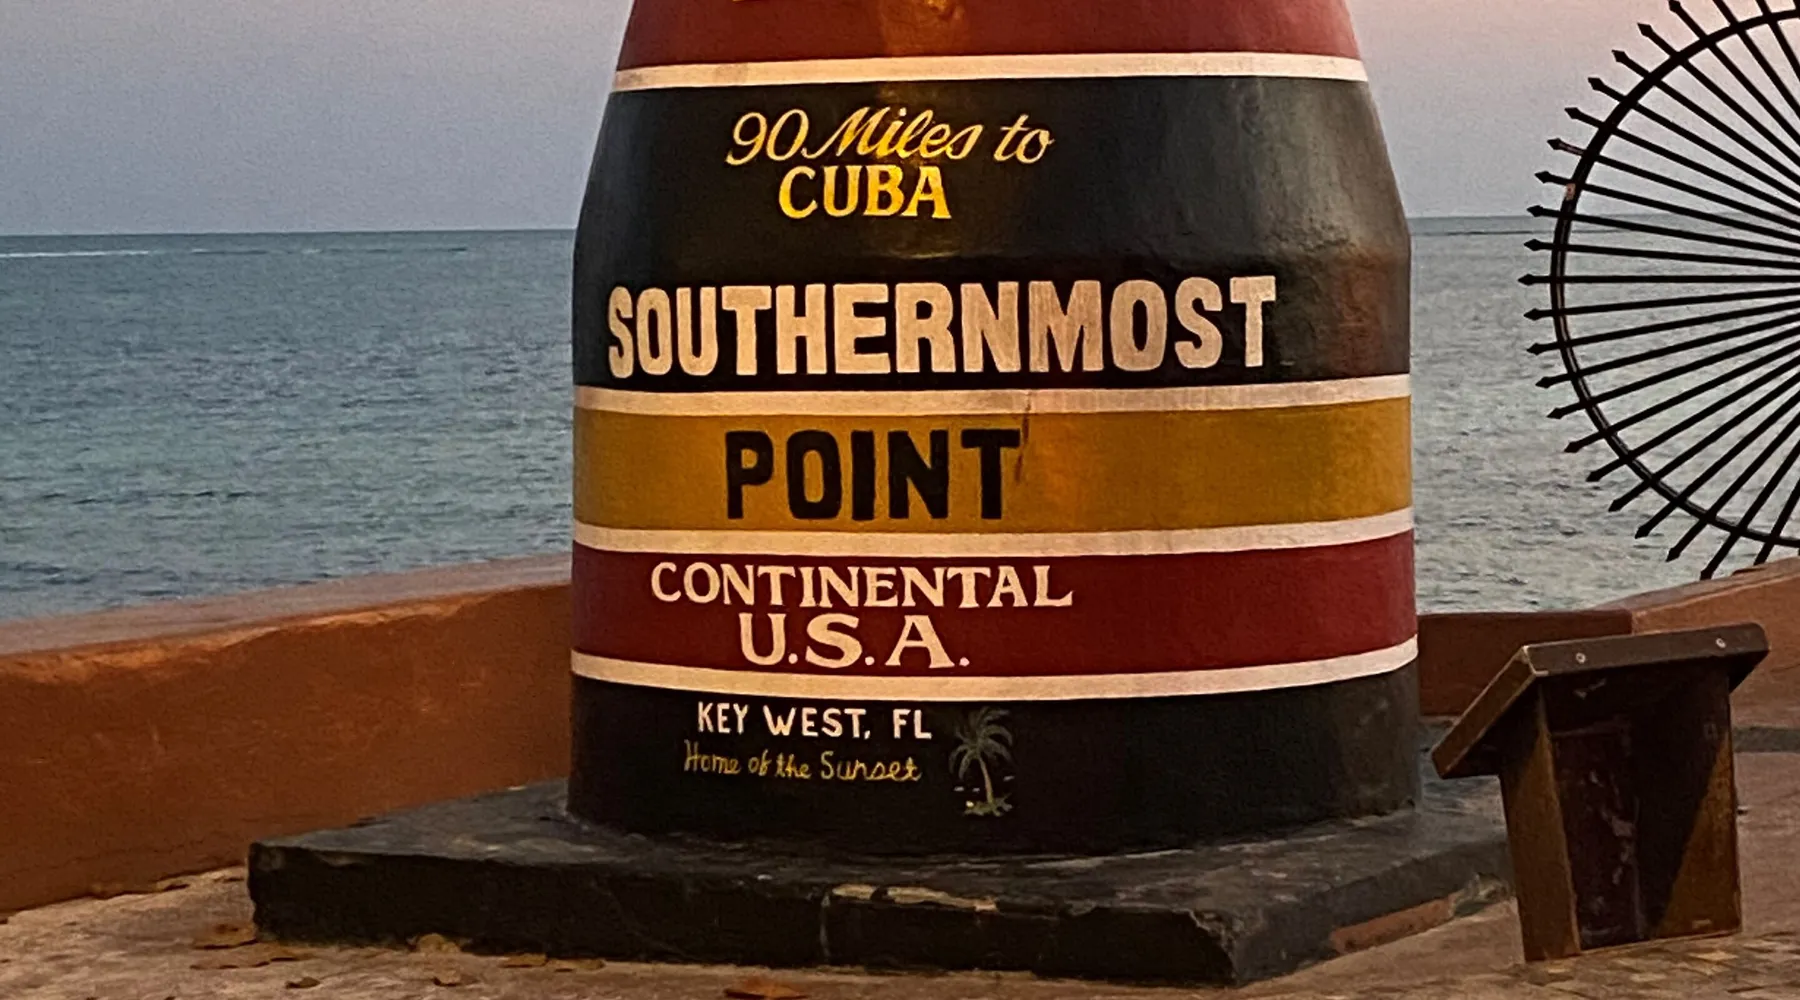 90 Miles to
CUBA
SOUTHERNMOST
POINT
CONTINENTAL
U.S.A.
KEY WEST, FL
Home of the Sunset